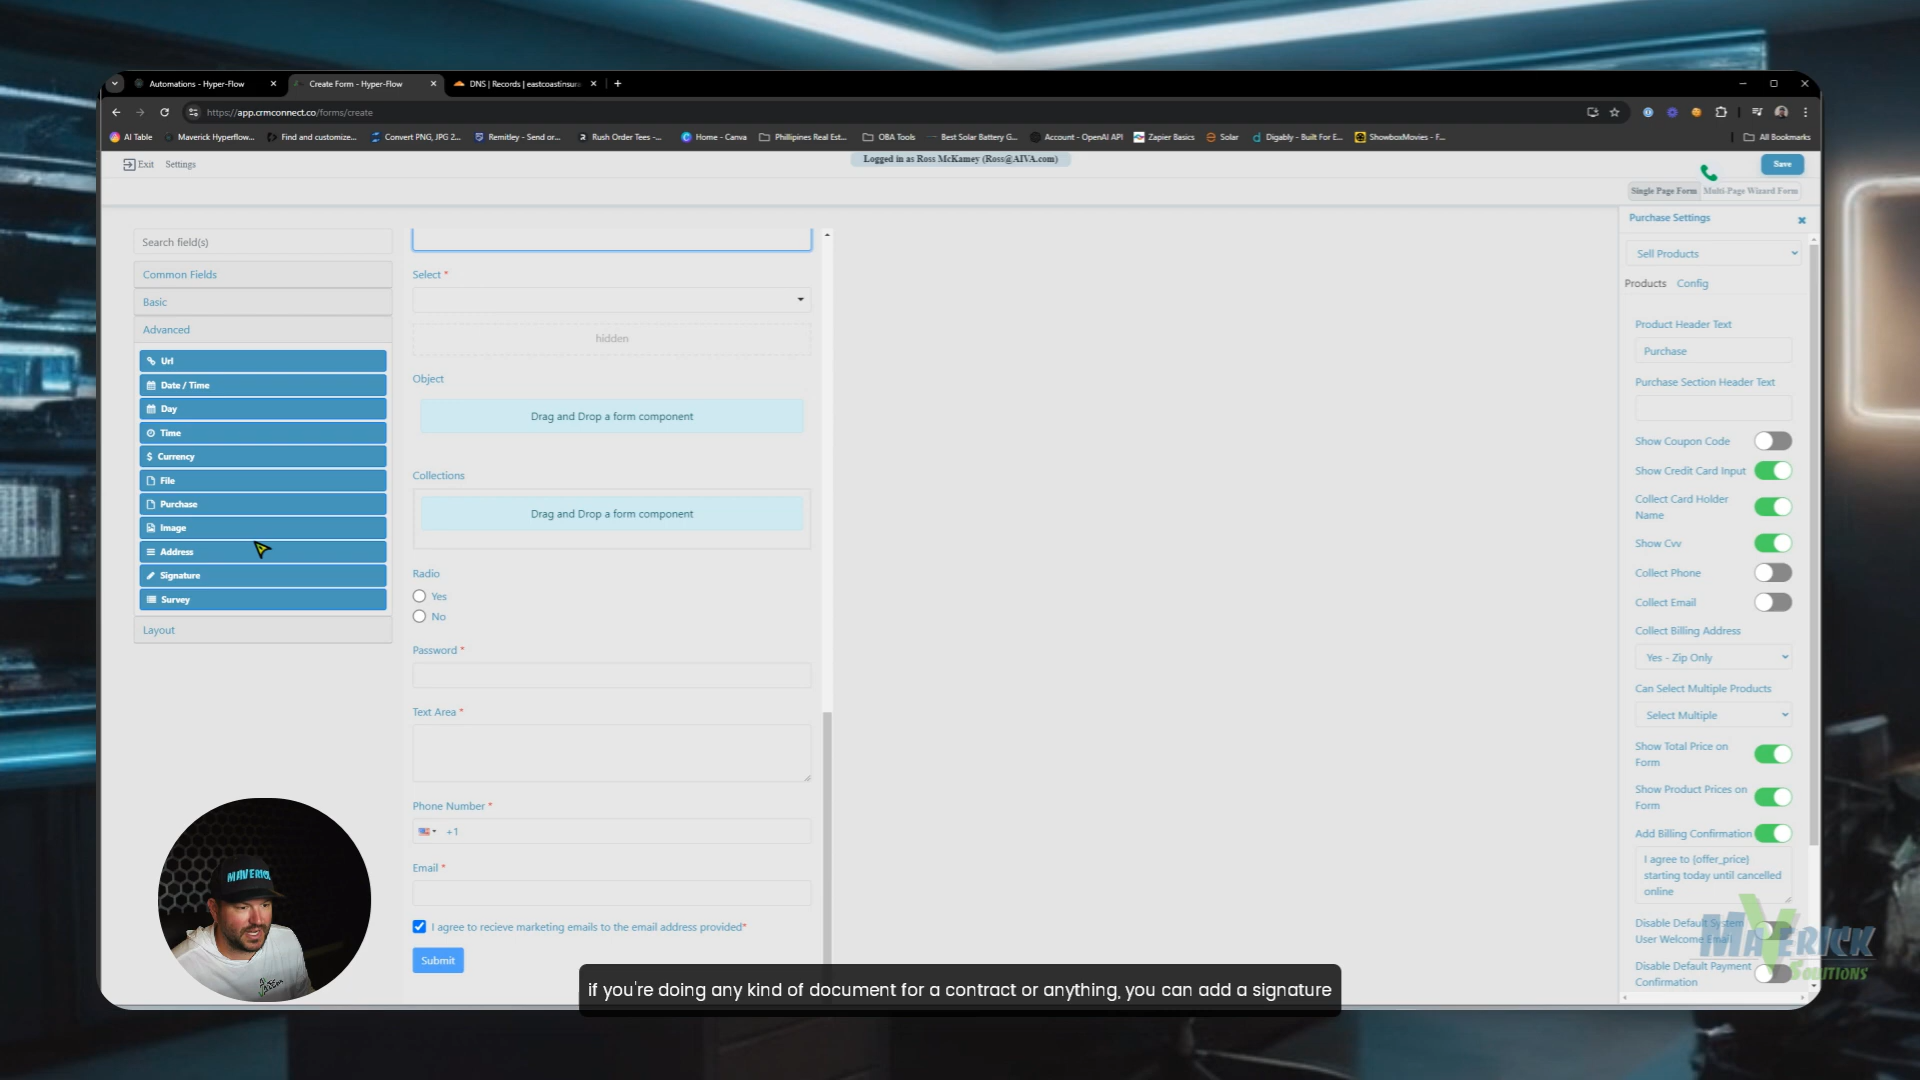 Automations - Hyper-Flow
Create Form - Hyper-Flow
DNS | Records | eastcoastinsur
https://app.crmconnect.co/forms/create
AI Table
Maverick Hyperflow...
Find and customize...
Convert PNG, JPG 2...
Remitley - Send or...
Rush Order Tees -...
Home - Canva
Phillipines Real Est...
OBA Tools
Best Solar Battery G...
Account - OpenAI API
Zapier Basics
Solar
Digably - Built For E...
ShowboxMovies - F...
All Bookmarks
Exit
Settings
Logged in as Ross McKamey (Ross@AIVA.com)
Save
Single Page Form
Multi-Page Wizard Form
Search field(s)
Common Fields
Basic
Advanced
Url
Date / Time
Day
Time
Currency
File
Purchase
Image
Address
Signature
Survey
Layout
Select *
hidden
Object
Drag and Drop a form component
Collections
Drag and Drop a form component
Radio
Yes
No
Password *
Text Area *
Phone Number *
+1
Email *
I agree to recieve marketing emails to the email address provided*
Submit
Purchase Settings
Sell Products
Products
Config
Product Header Text
Purchase
Purchase Section Header Text
Show Coupon Code
Show Credit Card Input
Collect Card Holder
Name
Show Cvv
Collect Phone
Collect Email
Collect Billing Address
Yes - Zip Only
Can Select Multiple Products
Select Multiple
Show Total Price on
Form
Show Product Prices on
Form
Add Billing Confirmation
I agree to {offer_price}
starting today until cancelled
online
Disable Default System
User Welcome Email
Disable Default Payment
Confirmation
MAVERICK
SOLUTIONS
MAVERICK
if you're doing any kind of document for a contract or anything, you can add a signature